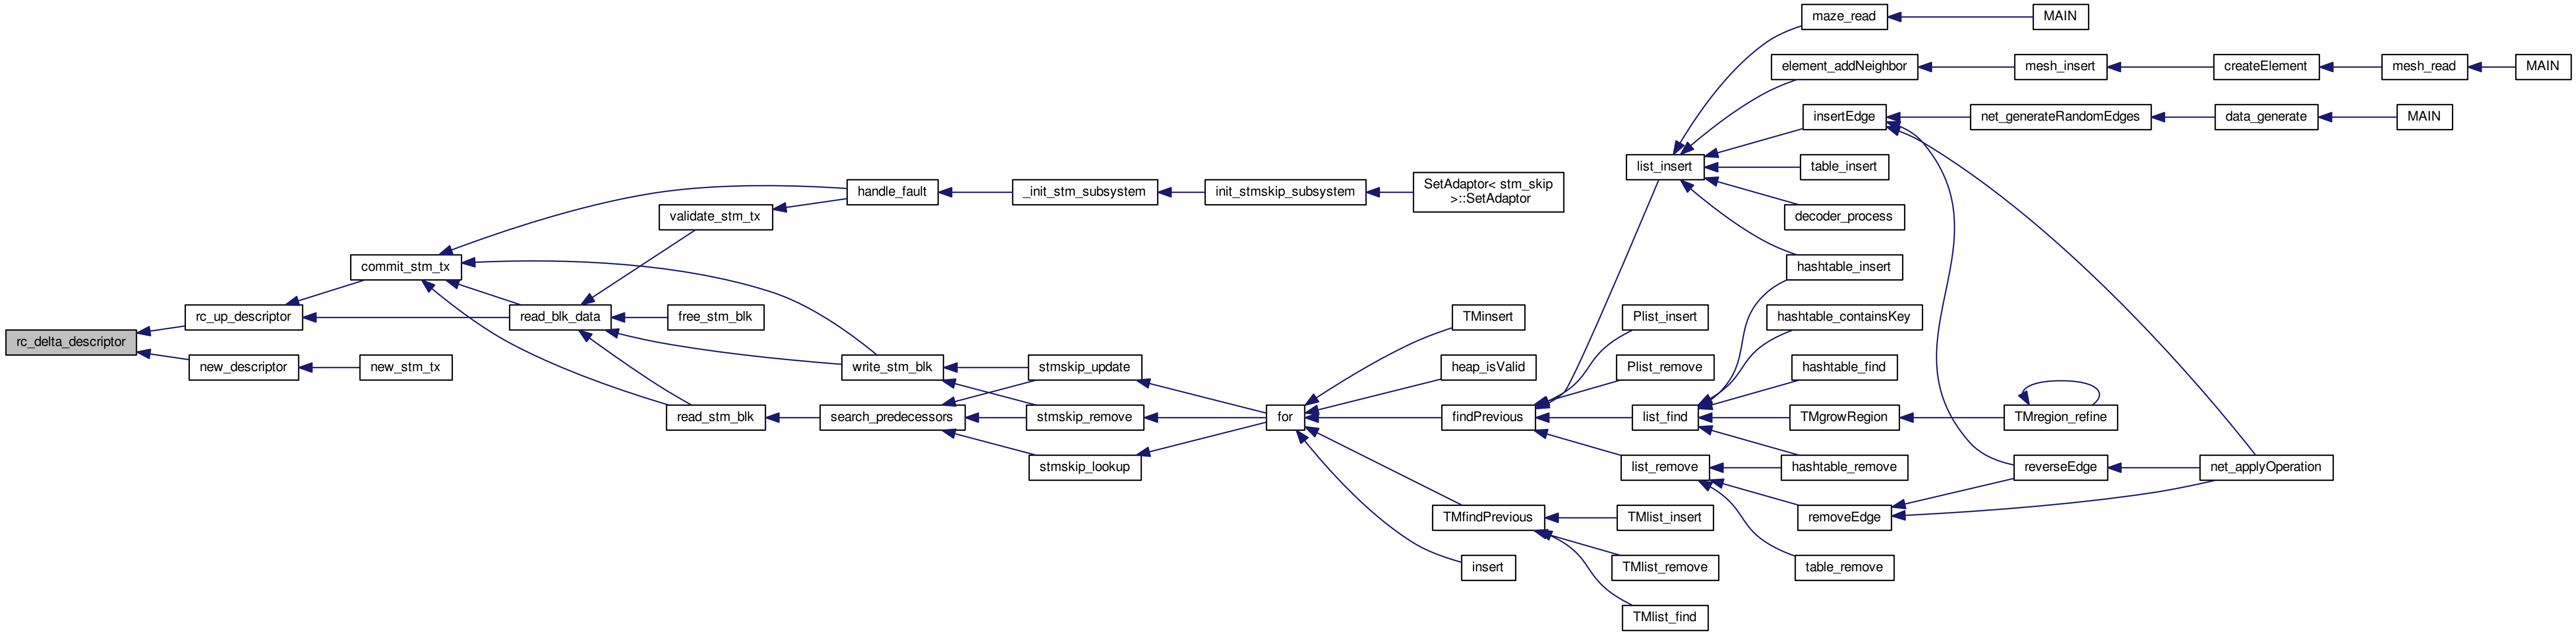 maze_read
MAIN
element_addNeighbor
mesh_insert
createElement
mesh_read
MAIN
insertEdge
net_generateRandomEdges
data_generate
MAIN
list_insert
table_insert
handle_fault
_init_stm_subsystem
init_stmskip_subsystem
SetAdaptor< stm_skip
>::SetAdaptor
validate_stm_tx
decoder_process
commit_stm_tx
hashtable_insert
rc_up_descriptor
read_blk_data
free_stm_blk
TMinsert
Plist_insert
hashtable_containsKey
rc_delta_descriptor
new_descriptor
new_stm_tx
write_stm_blk
stmskip_update
heap_isValid
Plist_remove
hashtable_find
read_stm_blk
search_predecessors
stmskip_remove
for
findPrevious
list_find
TMgrowRegion
TMregion_refine
stmskip_lookup
list_remove
hashtable_remove
reverseEdge
net_applyOperation
TMfindPrevious
TMlist_insert
removeEdge
insert
TMlist_remove
table_remove
TMlist_find